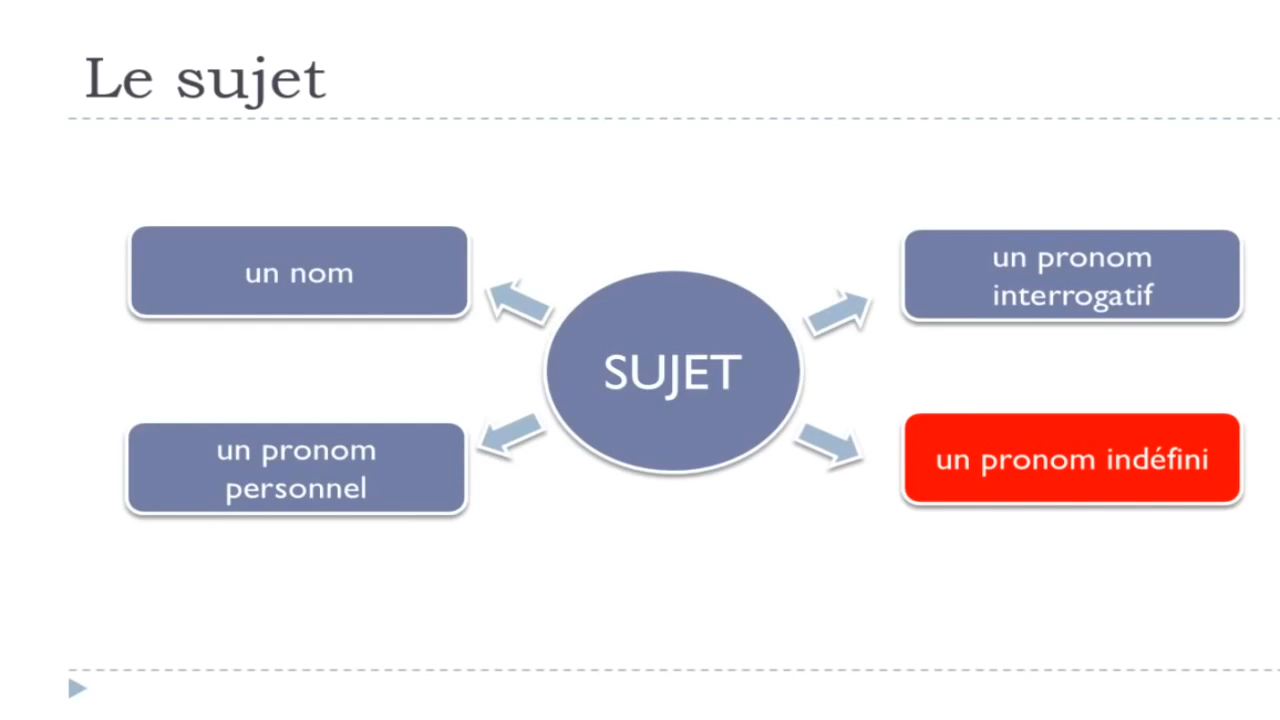 Le sujet
un nom
un pronom
interrogatif
SUJET
un pronom
personnel
un pronom indéfini